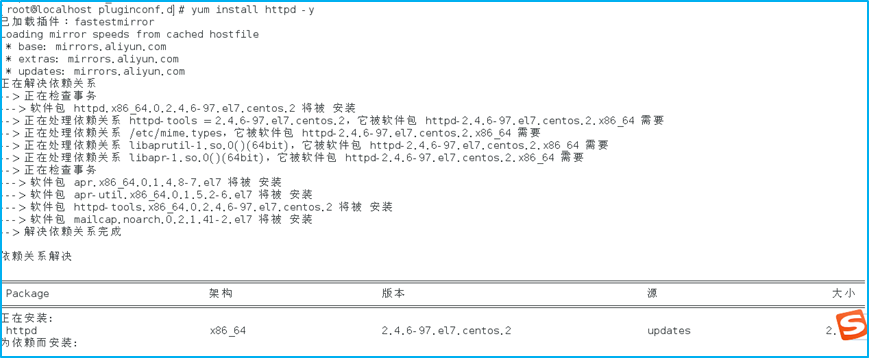 root@localhost pluginconf.d]# yum install httpd -y
已加载插件：fastestmirror
Loading mirror speeds from cached hostfile
* base: mirrors.aliyun.com
* extras: mirrors.aliyun.com
* updates: mirrors.aliyun.com
正在解决依赖关系
--> 正在检查事务
---> 软件包 httpd.x86_64.0.2.4.6-97.el7.centos.2 将被 安装
--> 正在处理依赖关系 httpd-tools = 2.4.6-97.el7.centos.2，它被软件包 httpd-2.4.6-97.el7.centos.2.x86_64 需要
--> 正在处理依赖关系 /etc/mime.types，它被软件包 httpd-2.4.6-97.el7.centos.2.x86_64 需要
--> 正在处理依赖关系 libaprutil-1.so.0()(64bit)，它被软件包 httpd-2.4.6-97.el7.centos.2.x86_64 需要
--> 正在处理依赖关系 libapr-1.so.0()(64bit)，它被软件包 httpd-2.4.6-97.el7.centos.2.x86_64 需要
--> 正在检查事务
---> 软件包 apr.x86_64.0.1.4.8-7.el7 将被 安装
---> 软件包 apr-util.x86_64.0.1.5.2-6.el7 将被 安装
---> 软件包 httpd-tools.x86_64.0.2.4.6-97.el7.centos.2 将被 安装
---> 软件包 mailcap.noarch.0.2.1.41-2.el7 将被 安装
--> 解决依赖关系完成
依赖关系解决
Package 架构 版本 源 大小
正在安装:
httpd x86_64 2.4.6-97.el7.centos.2 updates 2.
为依赖而安装: